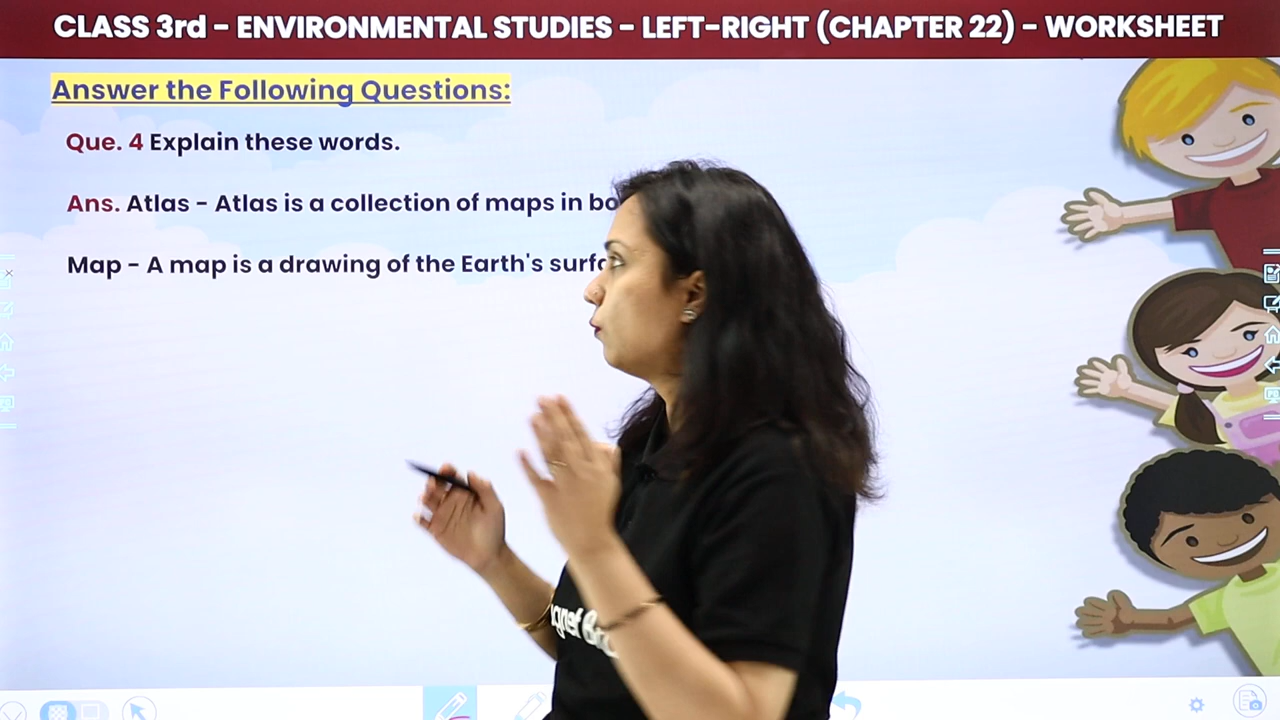 CLASS 3rd - ENVIRONMENTAL STUDIES - LEFT-RIGHT (CHAPTER 22) - WORKSHEET
Answer the Following Questions:
Que. 4 Explain these words.
Ans. Atlas - Atlas is a collection of maps in
Map - A map is a drawing of the Earth's